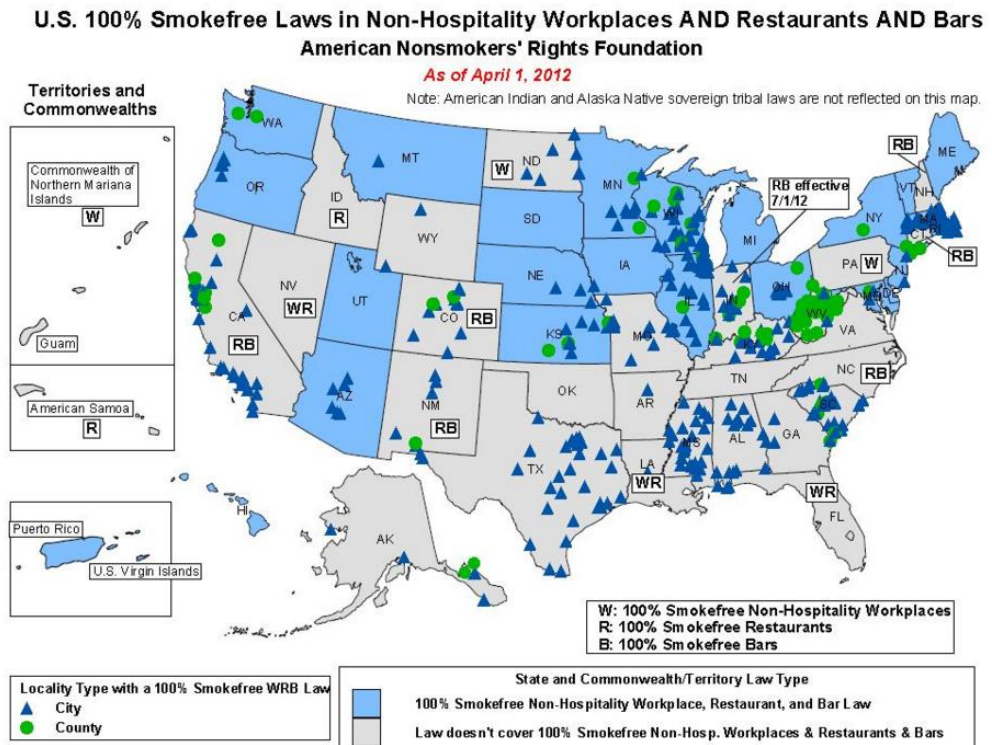 U.S. 100% Smokefree Laws in Non-Hospitality Workplaces AND Restaurants AND Bars
American Nonsmokers' Rights Foundation
As of April 1, 2012
Note: American Indian and Alaska Native sovereign tribal laws are not reflected on this map.
Territories and
Commonwealths
Commonwealth of
Northern Mariana
Islands
W
Guam
American Samoa
R
Puerto Rico
U.S. Virgin Islands
WA
OR
ID
R
MT
ND
W
MN
WI
MI
RB effective
7/1/12
RB
ME
VT
NH
MA
RI
CT
RB
NY
PA
W
NJ
DE
MD
SD
WY
NV
WR
UT
CA
RB
CO
RB
NE
IA
IL
IN
OH
WV
VA
KS
MO
KY
NC
RB
TN
SC
AZ
NM
RB
OK
AR
TX
LA
WR
MS
AL
GA
WR
FL
HI
AK
W: 100% Smokefree Non-Hospitality Workplaces
R: 100% Smokefree Restaurants
B: 100% Smokefree Bars
Locality Type with a 100% Smokefree WRB Law
City
County
State and Commonwealth/Territory Law Type
100% Smokefree Non-Hospitality Workplace, Restaurant, and Bar Law
Law doesn't cover 100% Smokefree Non-Hosp. Workplaces & Restaurants & Bars